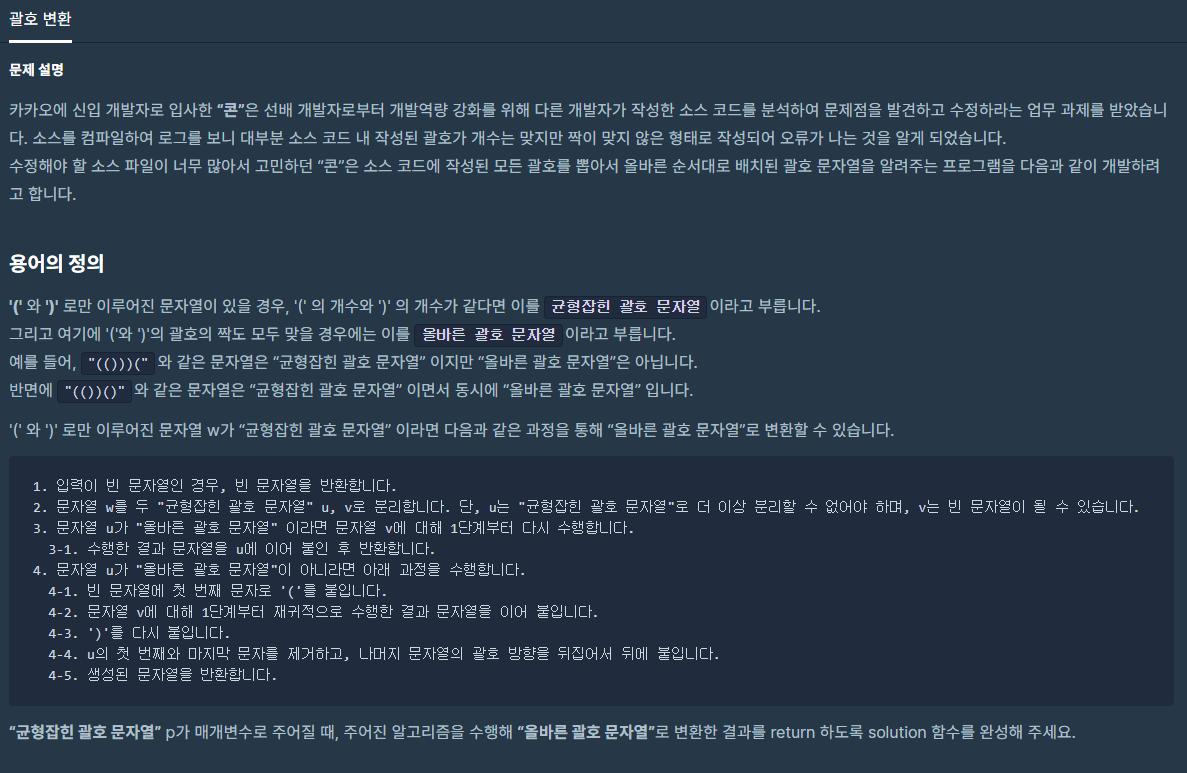 괄호 변환
문제 설명
카카오에 신입 개발자로 입사한 “콘”은 선배 개발자로부터 개발역량 강화를 위해 다른 개발자가 작성한 소스 코드를 분석하여 문제점을 발견하고 수정하라는 업무 과제를 받았습니
다. 소스를 컴파일하여 로그를 보니 대부분 소스 코드 내 작성된 괄호가 개수는 맞지만 짝이 맞지 않은 형태로 작성되어 오류가 나는 것을 알게 되었습니다.
수정해야 할 소스 파일이 너무 많아서 고민하던 “콘”은 소스 코드에 작성된 모든 괄호를 뽑아서 올바른 순서대로 배치된 괄호 문자열을 알려주는 프로그램을 다음과 같이 개발하려
고 합니다.
용어의 정의
'(' 와 ')' 로만 이루어진 문자열이 있을 경우, '(' 의 개수와 ')' 의 개수가 같다면 이를 균형잡힌 괄호 문자열 이라고 부릅니다.
그리고 여기에 '('와 ')'의 괄호의 짝도 모두 맞을 경우에는 이를 올바른 괄호 문자열 이라고 부릅니다.
예를 들어, "(()))(" 와 같은 문자열은 “균형잡힌 괄호 문자열” 이지만 “올바른 괄호 문자열”은 아닙니다.
반면에 "(())()" 와 같은 문자열은 “균형잡힌 괄호 문자열” 이면서 동시에 “올바른 괄호 문자열” 입니다.
'(' 와 ')' 로만 이루어진 문자열 w가 “균형잡힌 괄호 문자열” 이라면 다음과 같은 과정을 통해 “올바른 괄호 문자열”로 변환할 수 있습니다.
1. 입력이 빈 문자열인 경우, 빈 문자열을 반환합니다.
2. 문자열 w를 두 "균형잡힌 괄호 문자열" u, v로 분리합니다. 단, u는 "균형잡힌 괄호 문자열"로 더 이상 분리할 수 없어야 하며, v는 빈 문자열이 될 수 있습니다.
3. 문자열 u가 "올바른 괄호 문자열" 이라면 문자열 v에 대해 1단계부터 다시 수행합니다.
3-1. 수행한 결과 문자열을 u에 이어 붙인 후 반환합니다.
4. 문자열 u가 "올바른 괄호 문자열"이 아니라면 아래 과정을 수행합니다.
4-1. 빈 문자열에 첫 번째 문자로 '('를 붙입니다.
4-2. 문자열 v에 대해 1단계부터 재귀적으로 수행한 결과 문자열을 이어 붙입니다.
4-3. ')'를 다시 붙입니다.
4-4. u의 첫 번째와 마지막 문자를 제거하고, 나머지 문자열의 괄호 방향을 뒤집어서 뒤에 붙입니다.
4-5. 생성된 문자열을 반환합니다.
“균형잡힌 괄호 문자열” p가 매개변수로 주어질 때, 주어진 알고리즘을 수행해 “올바른 괄호 문자열”로 변환한 결과를 return 하도록 solution 함수를 완성해 주세요.